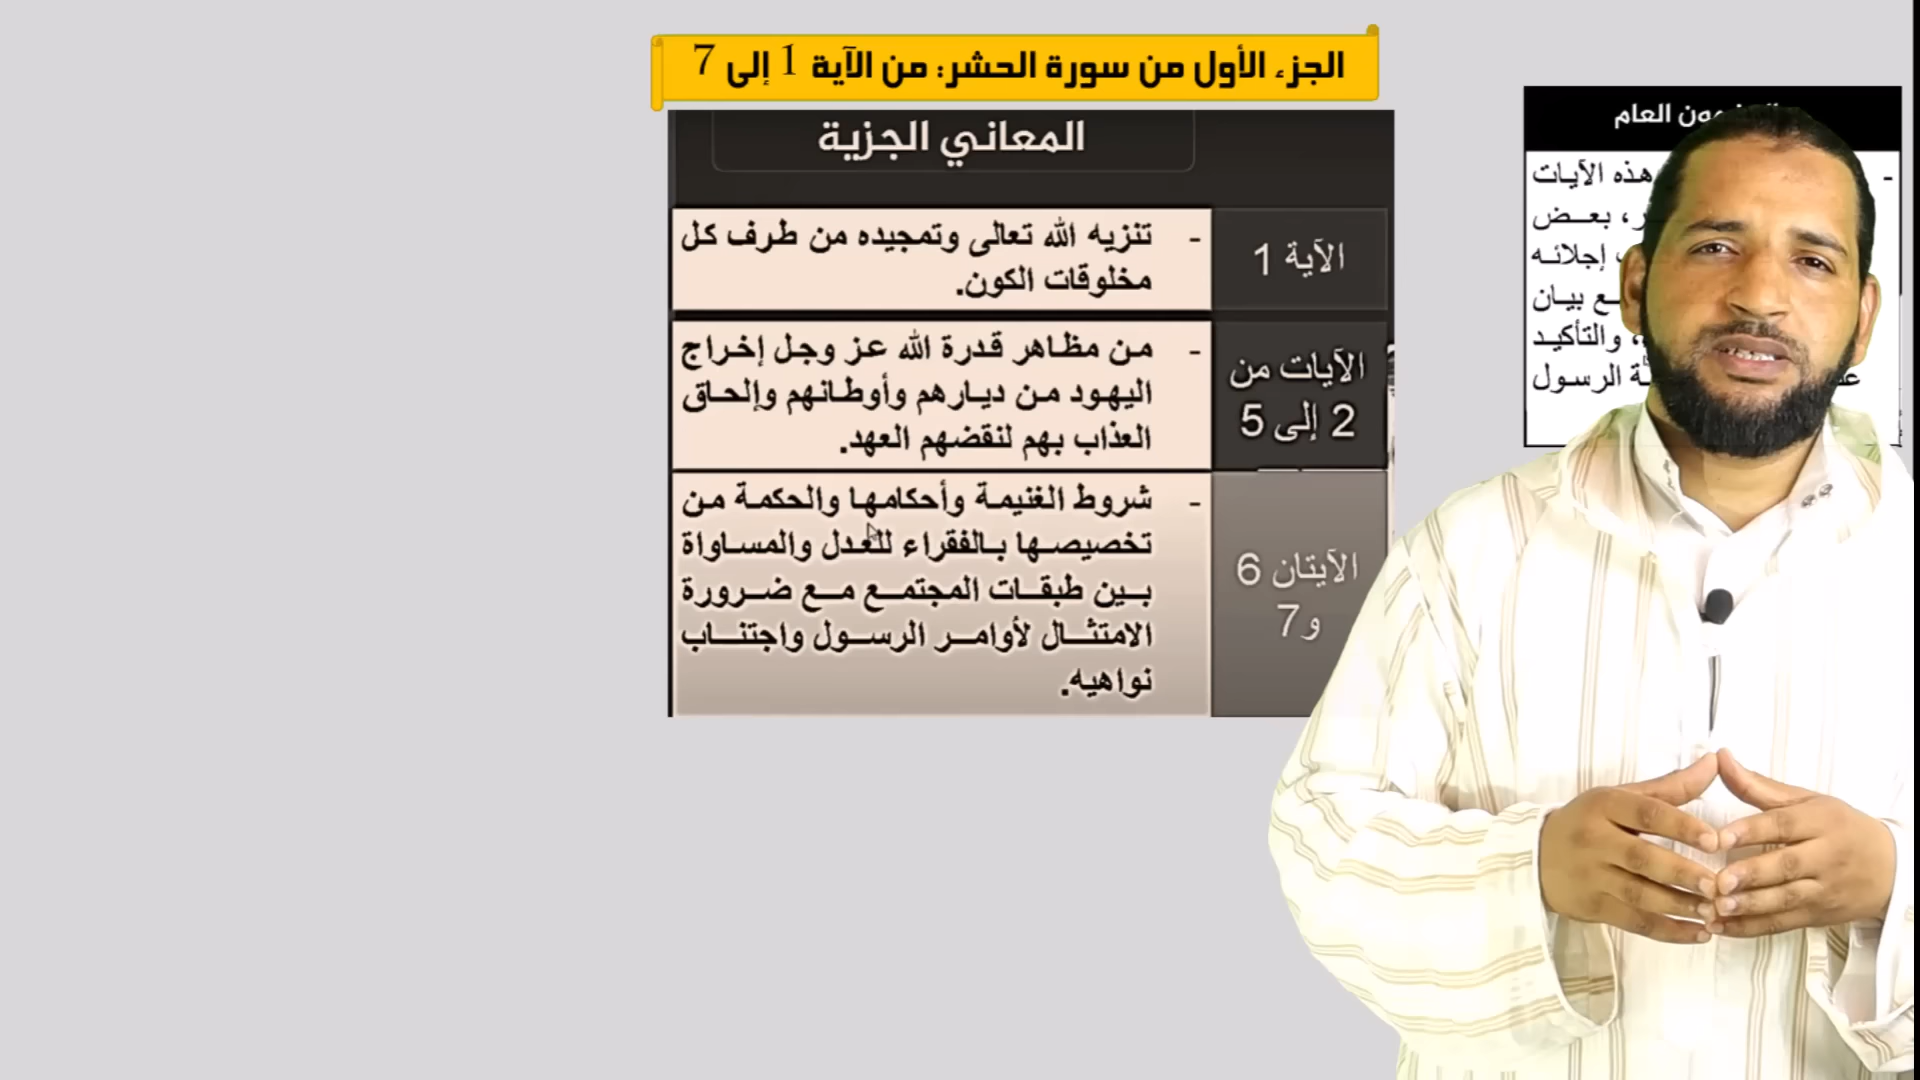 الجزء الأول من سورة الحشر: من الآية 1 إلى 7
المعاني الجزية
الآية 1
- تنزيه الله تعالى وتمجيده من طرف كل
مخلوقات الكون.
الآيات من
2 إلى 5
- من مظاهر قدرة الله عز وجل إخراج
اليهود من ديارهم وأوطانهم وإلحاق
العذاب بهم لنقضهم العهد.
الآيتان 6
و7
- شروط الغنيمة وأحكامها والحكمة من
تخصيصها بالفقراء للعدل والمساواة
بين طبقات المجتمع مع ضرورة
الامتثال لأوامر الرسول واجتناب
نواهيه.
العام
- هذه الآيات
، بعض
إجلائه
بيان
، والتأكيد
الرسول